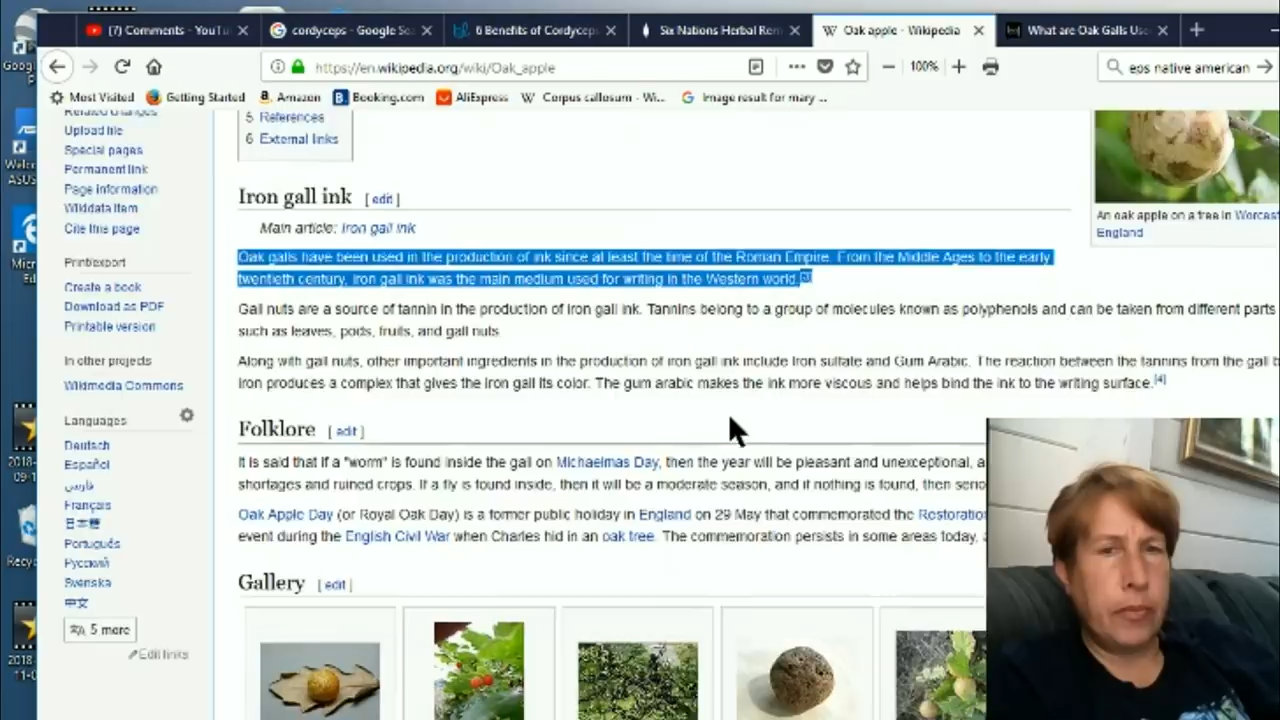 (7) Comments - YouTu
cordyceps - Google Sea
6 Benefits of Cordyceps
Six Nations Herbal Rem
Oak apple - Wikipedia
What are Oak Galls Us
https://en.wikipedia.org/wiki/Oak_apple
100%
eps native american
Most Visited
Getting Started
Amazon
Booking.com
AliExpress
Corpus callosum - Wi...
Image result for mary ...
Related changes
Upload file
Special pages
Permanent link
Page information
Wikidata item
Cite this page
Print/export
Create a book
Download as PDF
Printable version
In other projects
Wikimedia Commons
Languages
Deutsch
Español
فارسی
Français
日本語
Português
Русский
Svenska
中文
5 more
Edit links
5 References
6 External links
Iron gall ink [ edit ]
Main article: Iron gall ink
Oak galls have been used in the production of ink since at least the time of the Roman Empire. From the Middle Ages to the early
twentieth century, iron gall ink was the main medium used for writing in the Western world.
Gall nuts are a source of tannin in the production of iron gall ink. Tannins belong to a group of molecules known as polyphenols and can be taken from different parts
such as leaves, pods, fruits, and gall nuts
Along with gall nuts, other important ingredients in the production of iron gall ink include Iron sulfate and Gum Arabic. The reaction between the tannins from the gall
iron produces a complex that gives the iron gall its color. The gum arabic makes the ink more viscous and helps bind the ink to the writing surface.[4]
Folklore [ edit ]
It is said that if a "worm" is found inside the gall on Michaelmas Day, then the year will be pleasant and unexceptional, a
shortages and ruined crops. If a fly is found inside, then it will be a moderate season, and if nothing is found, then serio
Oak Apple Day (or Royal Oak Day) is a former public holiday in England on 29 May that commemorated the Restoratio
event during the English Civil War when Charles hid in an oak tree. The commemoration persists in some areas today,
Gallery [ edit ]
An oak apple on a tree in Worces
England